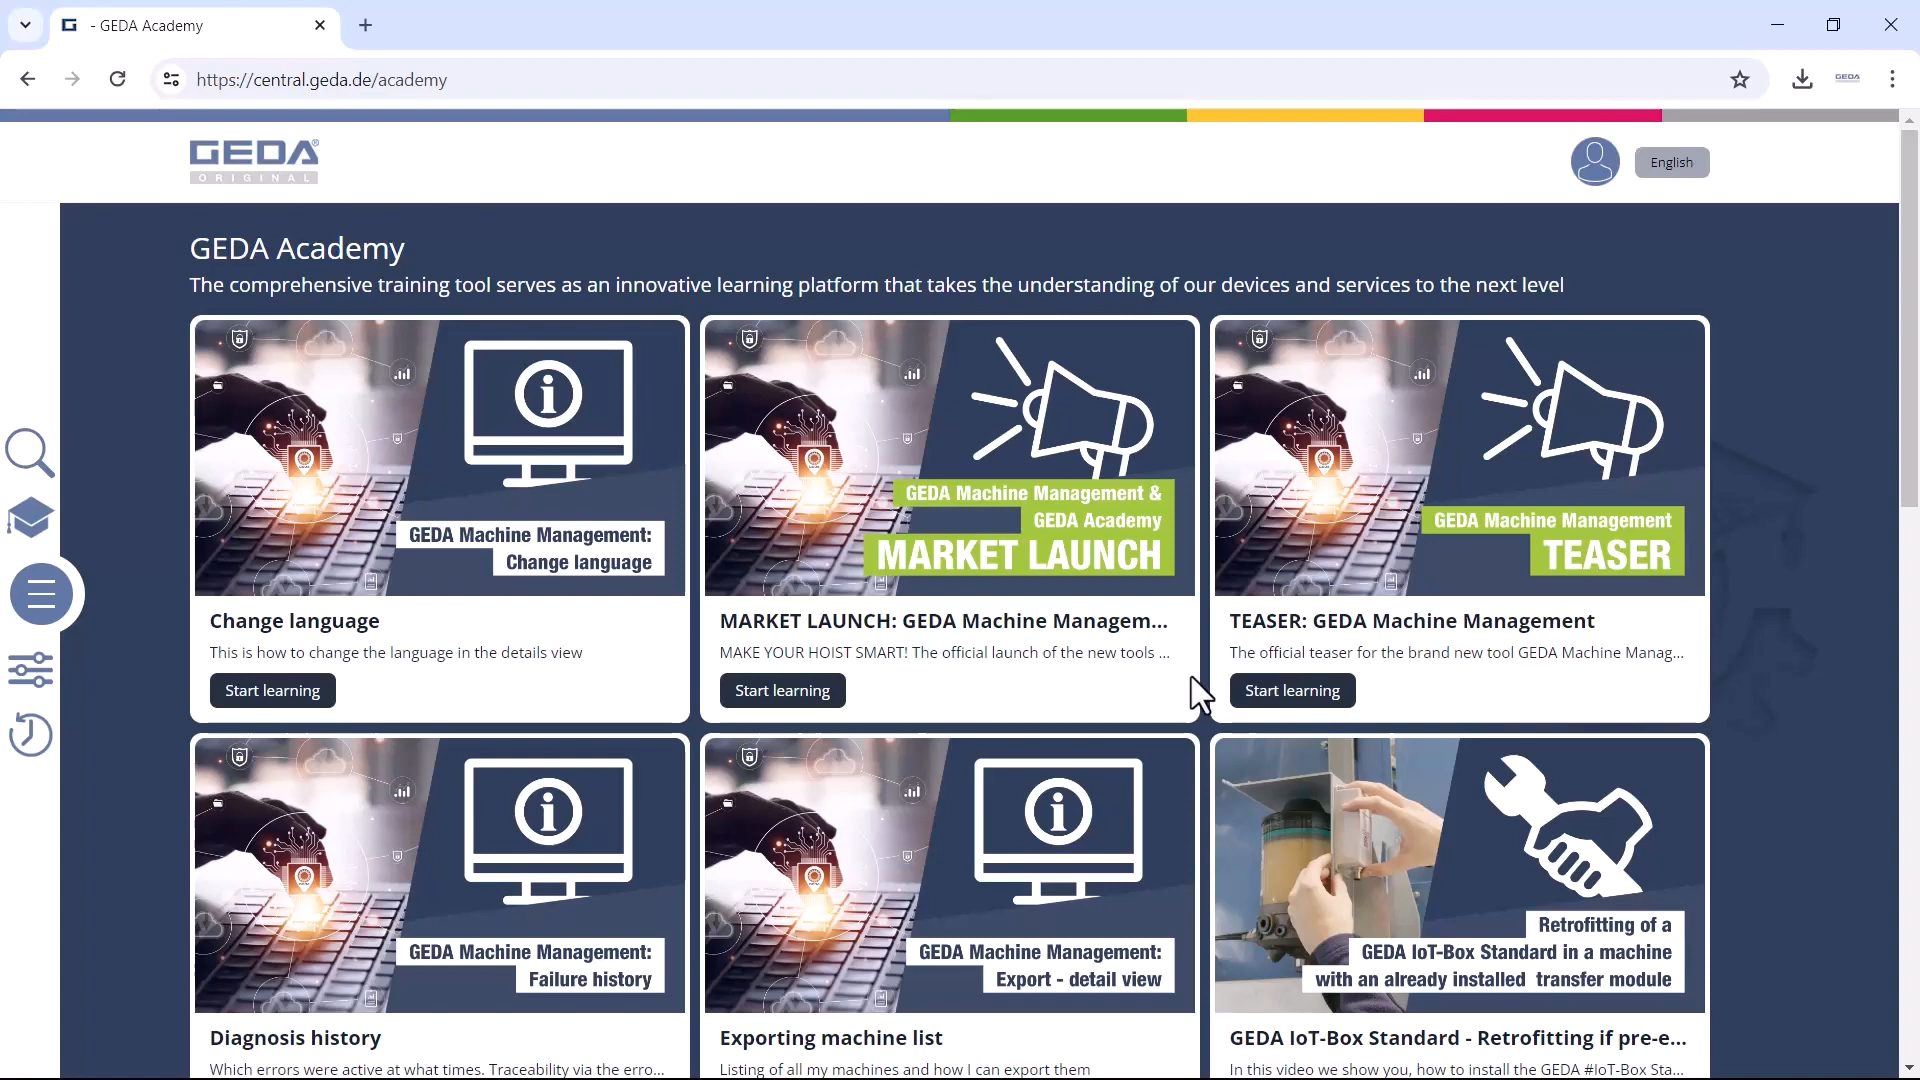 - GEDA Academy
https://central.geda.de/academy
GEDA
GEDA
ORIGINAL
English
GEDA Academy
The comprehensive training tool serves as an innovative learning platform that takes the understanding of our devices and services to the next level
GEDA Machine Management:
Change language
Change language
This is how to change the language in the details view
Start learning
GEDA Machine Management &
GEDA Academy
MARKET LAUNCH
MARKET LAUNCH: GEDA Machine Managem...
MAKE YOUR HOIST SMART! The official launch of the new tools ...
Start learning
GEDA Machine Management
TEASER
TEASER: GEDA Machine Management
The official teaser for the brand new tool GEDA Machine Manag...
Start learning
GEDA Machine Management:
Failure history
Diagnosis history
Which errors were active at what times. Traceability via the erro...
GEDA Machine Management:
Export - detail view
Exporting machine list
Listing of all my machines and how I can export them
Retrofitting of a
GEDA IoT-Box Standard in a machine
with an already installed transfer module
GEDA IoT-Box Standard - Retrofitting if pre-e...
In this video we show you, how to install the GEDA #IoT-Box Sta...